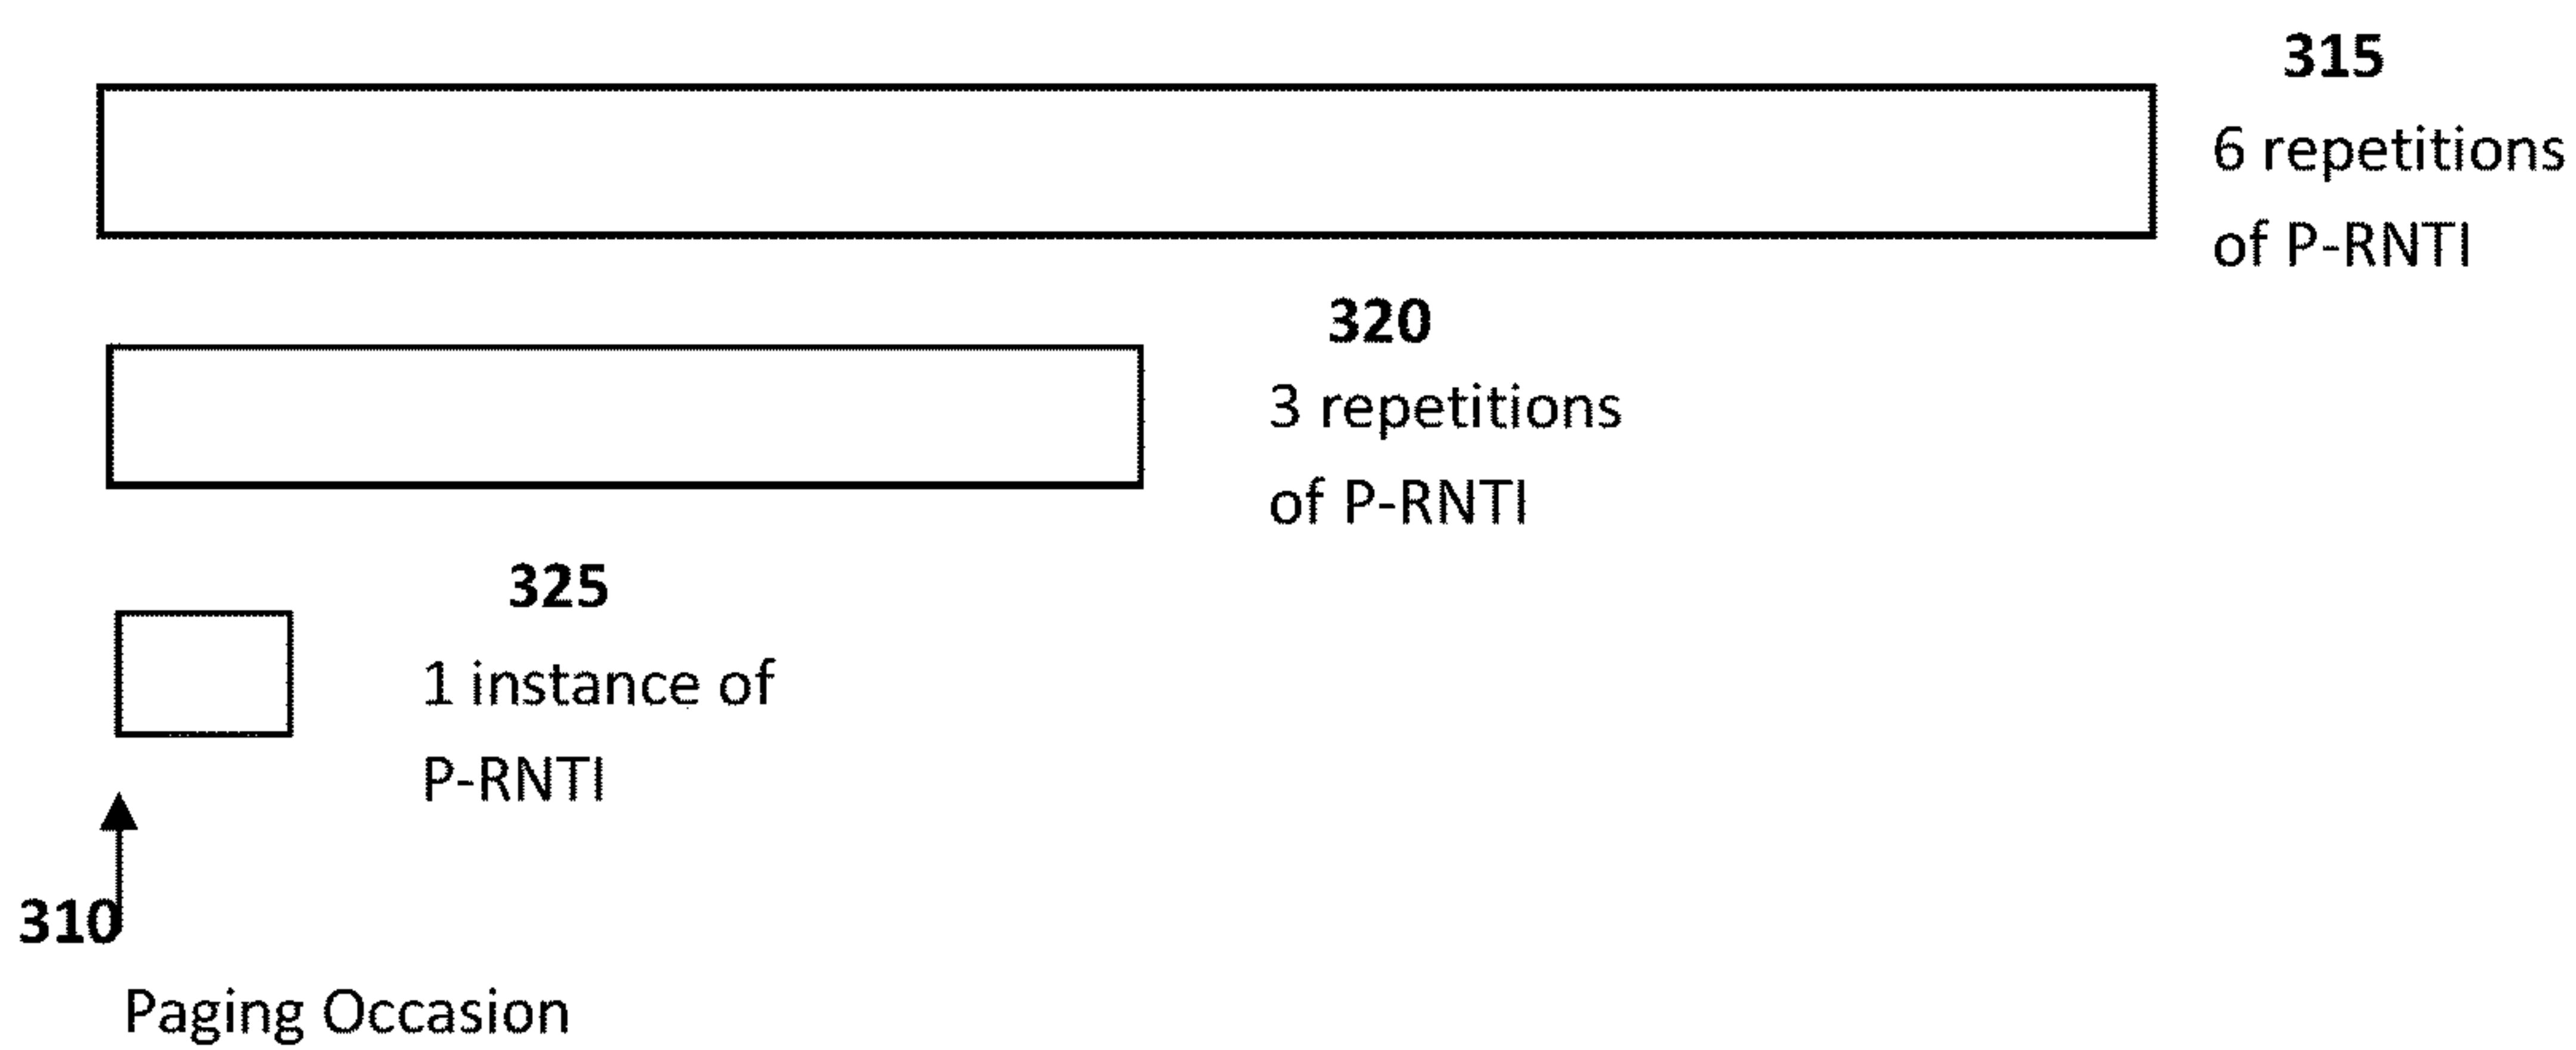 315
6 repetitions
of P-RNTI
320
3 repetitions
of P-RNTI
325
1 instance of
P-RNTI
310
Paging Occasion